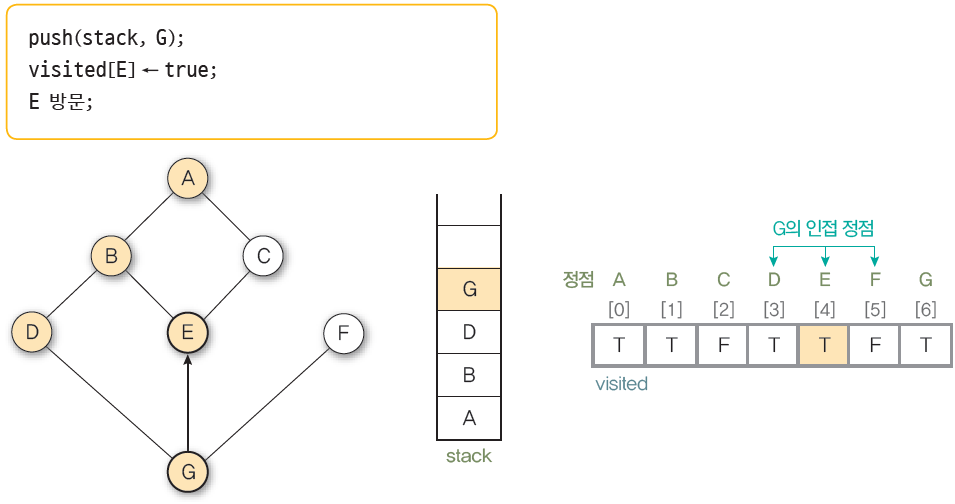 push(stack, G);
visited[E] ← true;
E 방문;
A
B
C
D
E
F
G
G
D
B
A
stack
G의 인접 정점
정점 A B C D E F G
[0] [1] [2] [3] [4] [5] [6]
T T F T T F T
visited